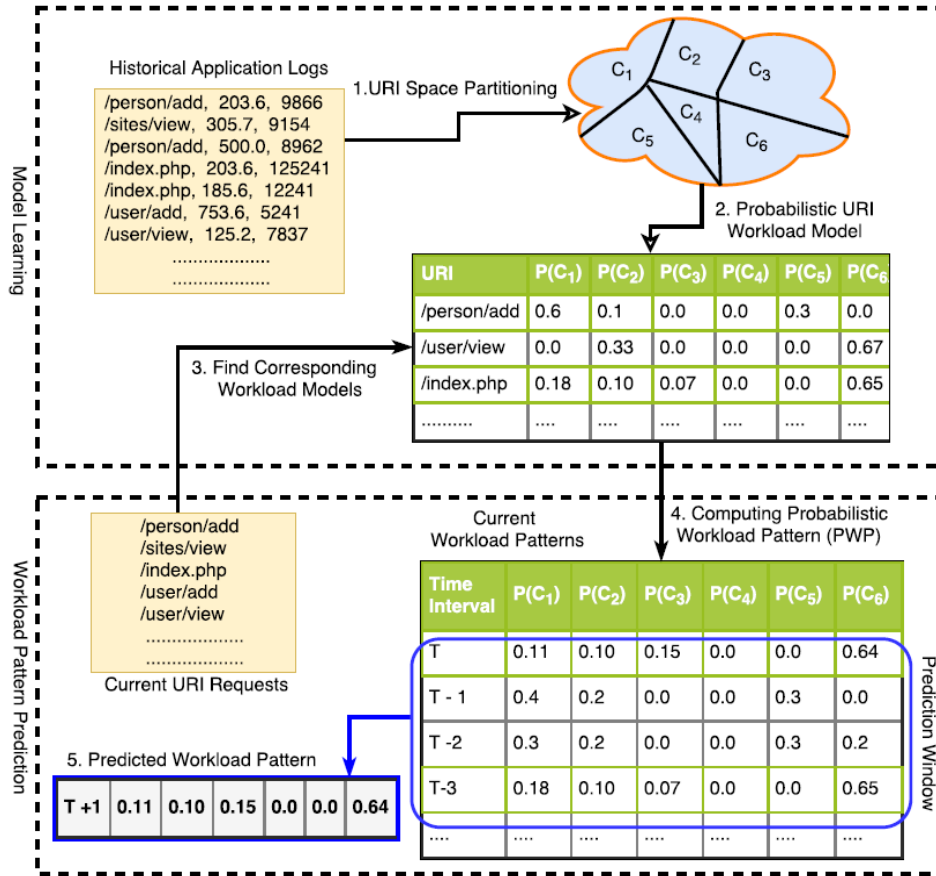 Historical Application Logs
/person/add, 203.6, 9866
/sites/view, 305.7, 9154
/person/add, 500.0, 8962
/index.php, 203.6, 125241
/index.php, 185.6, 12241
/user/add, 753.6, 5241
/user/view, 125.2, 7837
...................
...................
1.URI Space Partitioning
C1
C2
C3
C4
C5
C6
Model Learning
2. Probabilistic URI
Workload Model
URI P(C1) P(C2) P(C3) P(C4) P(C5) P(C6
/person/add 0.6 0.1 0.0 0.0 0.3 0.0
/user/view 0.0 0.33 0.0 0.0 0.0 0.67
/index.php 0.18 0.10 0.07 0.0 0.0 0.65
.......... .... .... .... .... .... ....
3. Find Corresponding
Workload Models
Workload Pattern Prediction
/person/add
/sites/view
/index.php
/user/add
/user/view
...................
...................
Current URI Requests
Current
Workload Patterns
4. Computing Probabilistic
Workload Pattern (PWP)
Time
Interval P(C1) P(C2) P(C3) P(C4) P(C5) P(C6)
T 0.11 0.10 0.15 0.0 0.0 0.64
T - 1 0.4 0.2 0.0 0.0 0.3 0.0
T -2 0.3 0.2 0.0 0.0 0.3 0.2
T-3 0.18 0.10 0.07 0.0 0.0 0.65
.... .... .... .... .... .... ....
Prediction Window
5. Predicted Workload Pattern
T +1 0.11 0.10 0.15 0.0 0.0 0.64